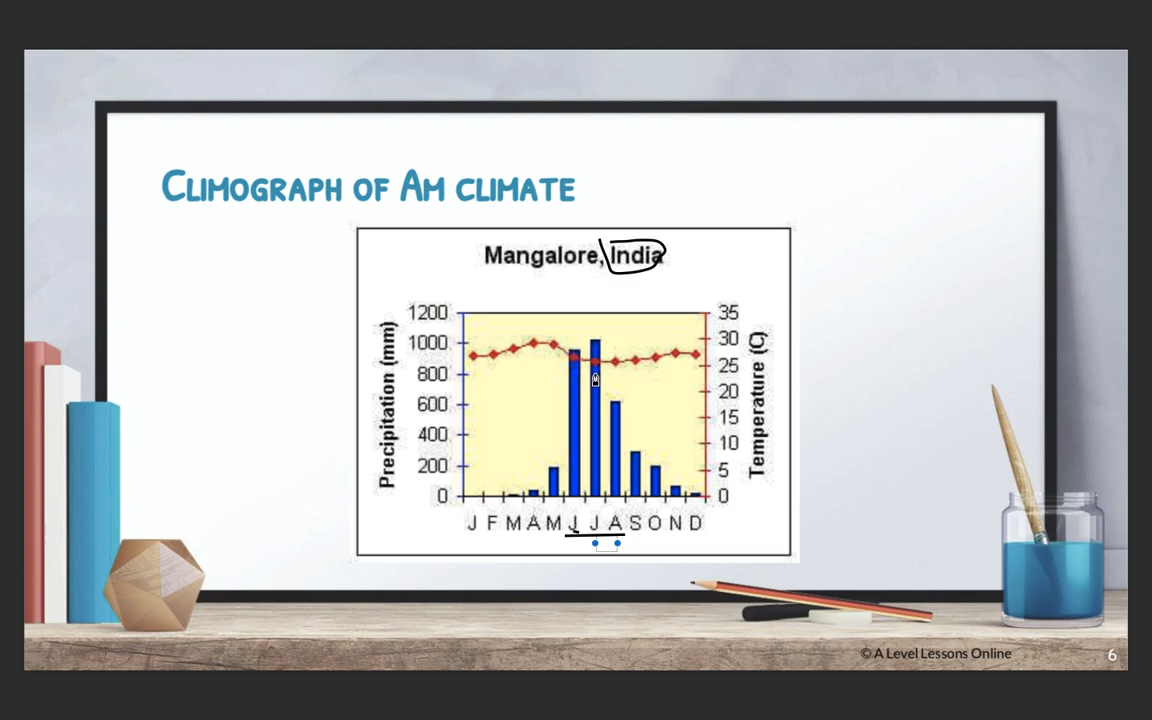 Climograph of Am climate
Mangalore, India
1200
1000
800
600
400
200
0
Precipitation (mm)
35
30
25
20
15
10
5
0
Temperature (C)
J F M A M J J A S O N D
© A Level Lessons Online
6